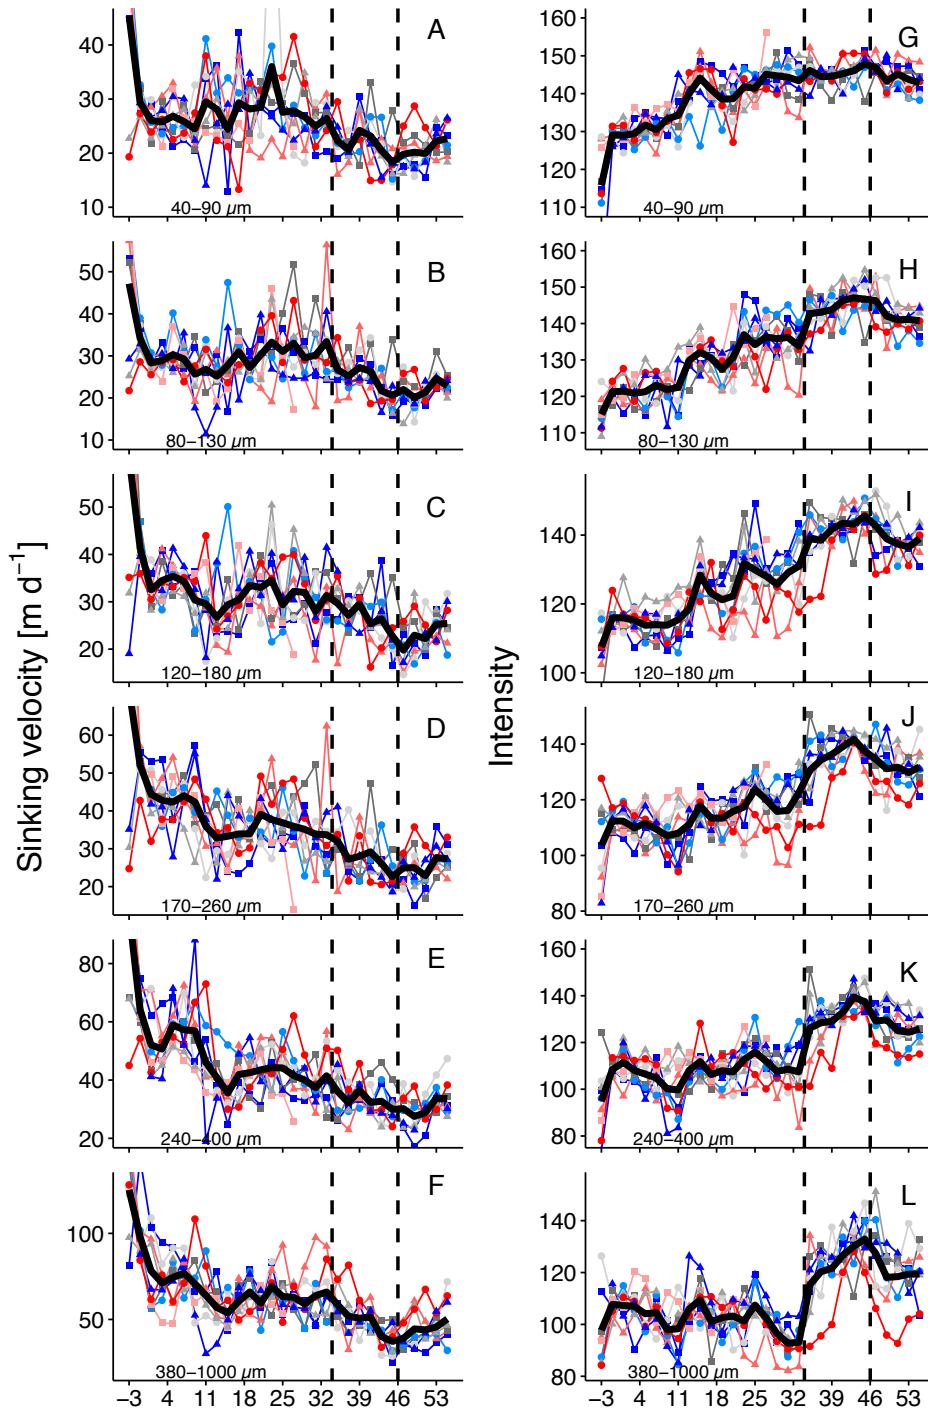 Sinking velocity [m d⁻¹]
Intensity
A
40
30
20
10
40–90 µm
G
160
150
140
130
120
110
40–90 µm
B
50
40
30
20
10
80–130 µm
H
160
150
140
130
120
110
80–130 µm
C
50
40
30
20
120–180 µm
I
140
120
100
120–180 µm
D
60
50
40
30
20
170–260 µm
J
140
120
100
80
170–260 µm
E
80
60
40
20
240–400 µm
K
160
140
120
100
80
240–400 µm
F
100
50
380–1000 µm
−3 4 11 18 25 32 39 46 53
L
140
120
100
80
380–1000 µm
−3 4 11 18 25 32 39 46 53